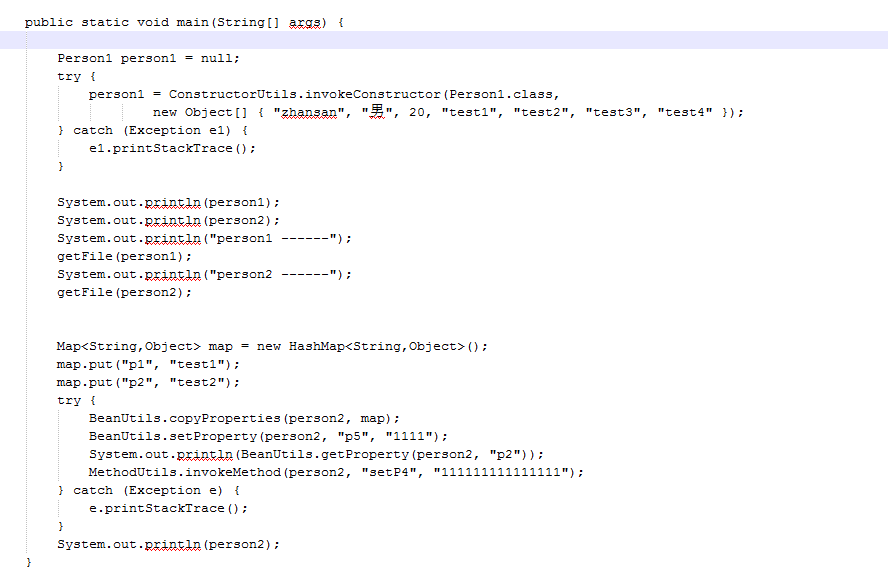 public static void main(String[] args) {
Person1 person1 = null;
try {
person1 = ConstructorUtils.invokeConstructor(Person1.class,
new Object[] { "zhansan", "男", 20, "test1", "test2", "test3", "test4" });
} catch (Exception e1) {
e1.printStackTrace();
}
System.out.println(person1);
System.out.println(person2);
System.out.println("person1 ------");
getFile(person1);
System.out.println("person2 ------");
getFile(person2);
Map<String,Object> map = new HashMap<String,Object>();
map.put("p1", "test1");
map.put("p2", "test2");
try {
BeanUtils.copyProperties(person2, map);
BeanUtils.setProperty(person2, "p5", "1111");
System.out.println(BeanUtils.getProperty(person2, "p2"));
MethodUtils.invokeMethod(person2, "setP4", "111111111111111");
} catch (Exception e) {
e.printStackTrace();
}
System.out.println(person2);
}